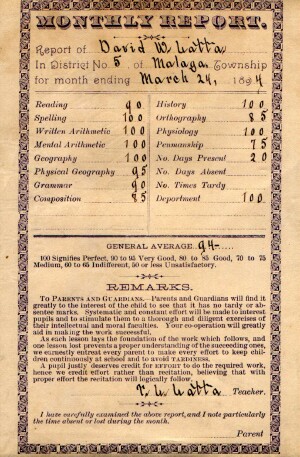 MONTHLY REPORT.
Report of David W Latta
In District No. 5 of Malaga Township
for month ending March 24, 1894
Reading 90 History 100
Spelling 100 Orthography 85
Written Arithmetic 100 Physiology 100
Mental Arithmetic 100 Penmanship 75
Geography 100 No. Days Present 20
Physical Geography 95 No. Days Absent
Grammar 90 No. Times Tardy
Composition 85 Department 100
GENERAL AVERAGE 94
100 Signifies Perfect, 90 to 95 Very Good, 80 to 85 Good, 70 to 75
Medium, 60 to 65 Indifferent, 50 or less Unsatisfactory.
REMARKS.
TO PARENTS AND GUARDIANS.—Parents and Guardians will find it
greatly to the interest of the child to see that it has no tardy or ab-
sentee marks. Systematic and constant effort will be made to interest
pupils and to stimulate them to a thorough and diligent exercises of
their intellectual and moral faculties. Your co-operation will greatly
aid in making the work successful.
As each lesson lays the foundation of the work which follows, and
one lesson lost prevents a proper understanding of the succeeding ones,
we earnestly entreat every parent to make every effort to keep chil-
dren continually at school and to avoid TARDINESS.
A pupil justly deserves credit for EFFORT to do the required work,
hence we credit effort rather than recitation, believing that with
proper effort the recitation will logically follow.
Latta Teacher.
I have carefully examined the above report, and I note particularly
the time absent or lost during the month.
Parent